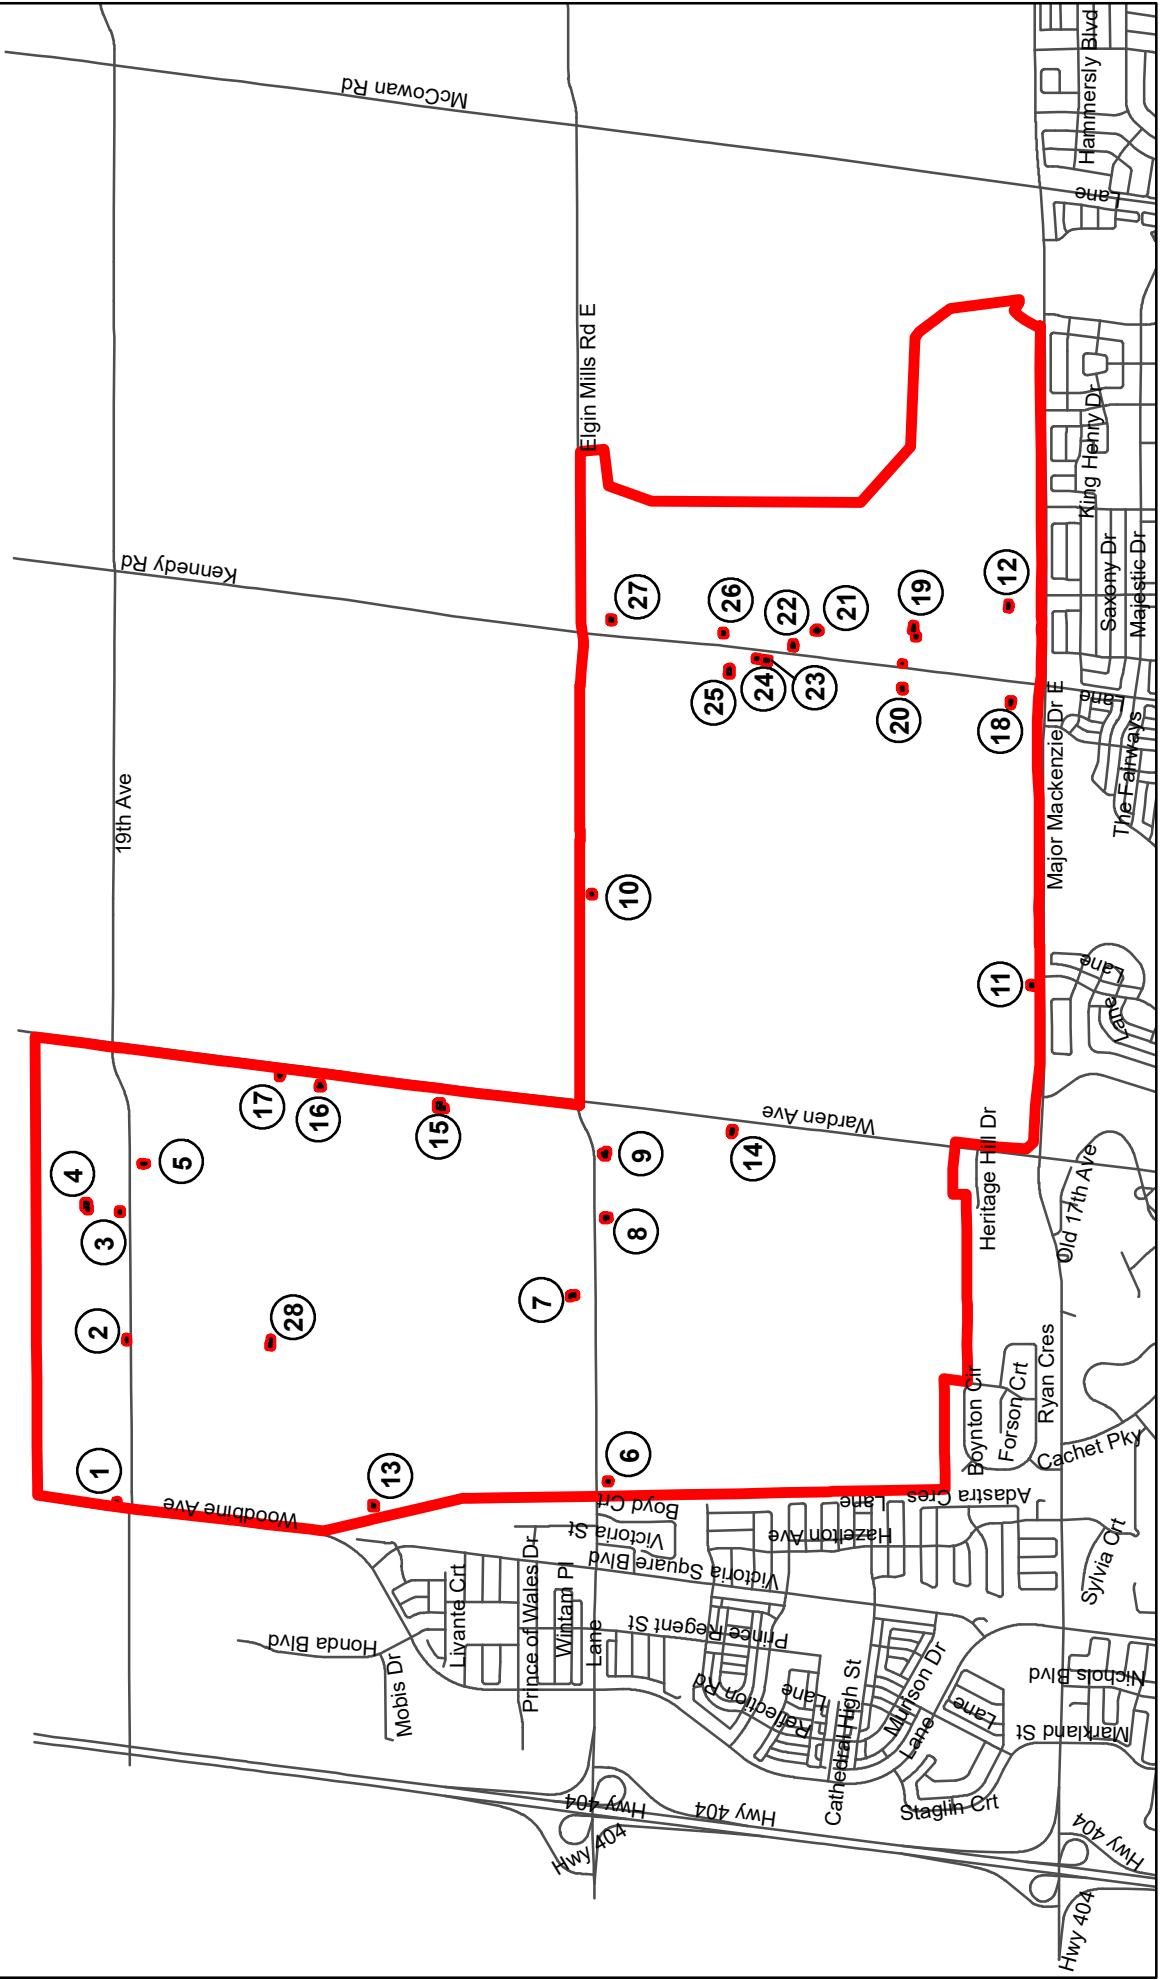 McCowan Rd
Hammersly Blvd
Lane
Elgin Mills Rd E
Kennedy Rd
King Henry Dr
Saxony Dr
Majestic Dr
19th Ave
27
26
22
21
19
12
25
24
23
20
18
Lane
Major Mackenzie Dr E
The Fairways
10
11
Lane
Lane
17
16
15
Warden Ave
14
4
5
3
9
8
Heritage Hill Dr
Old 17th Ave
2
28
7
1
13
6
Woodbine Ave
Boynton Cir
Forson Crt
Ryan Cres
Cachet Pky
Boyd Crt
Victoria St
Victoria Square Blvd
Lane
Hazelton Ave
Adastra Cres
Sylvia Crt
Livante Crt
Prince of Wales Dr
Wintam Pl
Lane
Prince Regent St
Honda Blvd
Mobis Dr
Reflection Rd
Lane
Cathedral High St
Murison Dr
Lane
Lane
Nichols Blvd
Markland St
Staglin Crt
Hwy 404
Hwy 404
Hwy 404
Hwy 404
Hwy 404